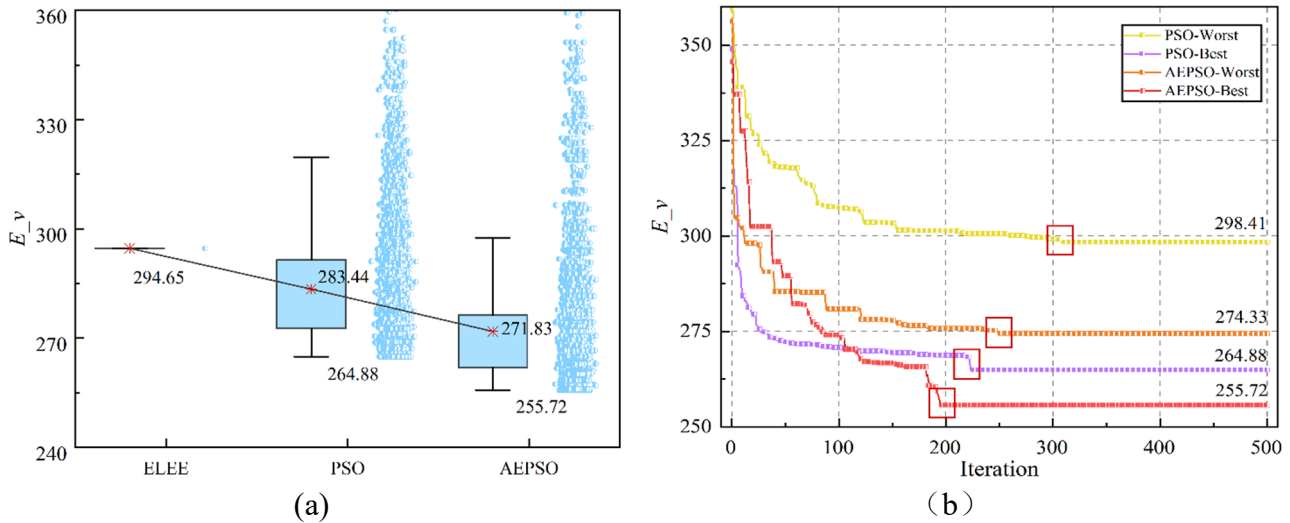 360
330
300
270
240
E_v
294.65
283.44
264.88
271.83
255.72
ELEE
PSO
AEPSO
(a)
350
325
300
275
250
E_v
PSO-Worst
PSO-Best
AEPSO-Worst
AEPSO-Best
298.41
274.33
264.88
255.72
0
100
200
300
400
500
Iteration
（b）